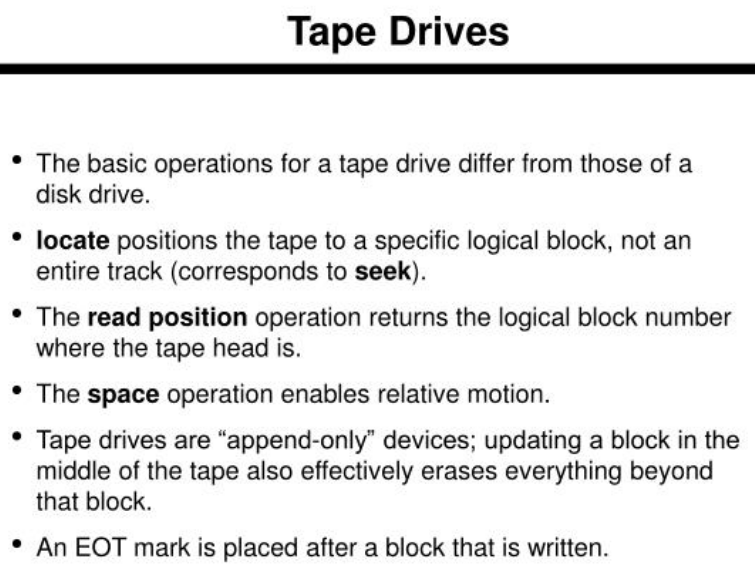 Tape Drives
• The basic operations for a tape drive differ from those of a
disk drive.
• locate positions the tape to a specific logical block, not an
entire track (corresponds to seek).
• The read position operation returns the logical block number
where the tape head is.
• The space operation enables relative motion.
• Tape drives are “append-only” devices; updating a block in the
middle of the tape also effectively erases everything beyond
that block.
• An EOT mark is placed after a block that is written.